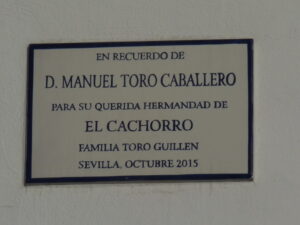 EN RECUERDO DE
D. MANUEL TORO CABALLERO
PARA SU QUERIDA HERMANDAD DE
EL CACHORRO
FAMILIA TORO GUILLEN
SEVILLA, OCTUBRE 2015